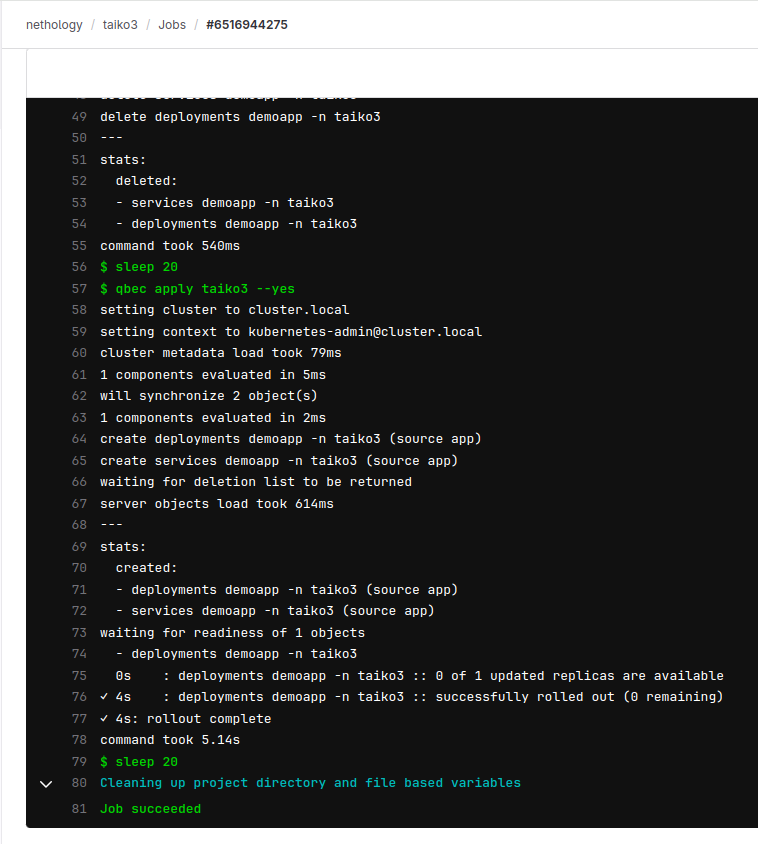 nethology / taiko3 / Jobs / #6516944275
49 delete deployments demoapp -n taiko3
50 ---
51 stats:
52   deleted:
53   - services demoapp -n taiko3
54   - deployments demoapp -n taiko3
55 command took 540ms
56 $ sleep 20
57 $ qbec apply taiko3 --yes
58 setting cluster to cluster.local
59 setting context to kubernetes-admin@cluster.local
60 cluster metadata load took 79ms
61 1 components evaluated in 5ms
62 will synchronize 2 object(s)
63 1 components evaluated in 2ms
64 create deployments demoapp -n taiko3 (source app)
65 create services demoapp -n taiko3 (source app)
66 waiting for deletion list to be returned
67 server objects load took 614ms
68 ---
69 stats:
70   created:
71   - deployments demoapp -n taiko3 (source app)
72   - services demoapp -n taiko3 (source app)
73 waiting for readiness of 1 objects
74   - deployments demoapp -n taiko3
75   0s    : deployments demoapp -n taiko3 :: 0 of 1 updated replicas are available
76 ✓ 4s    : deployments demoapp -n taiko3 :: successfully rolled out (0 remaining)
77 ✓ 4s: rollout complete
78 command took 5.14s
79 $ sleep 20
80 Cleaning up project directory and file based variables
81 Job succeeded